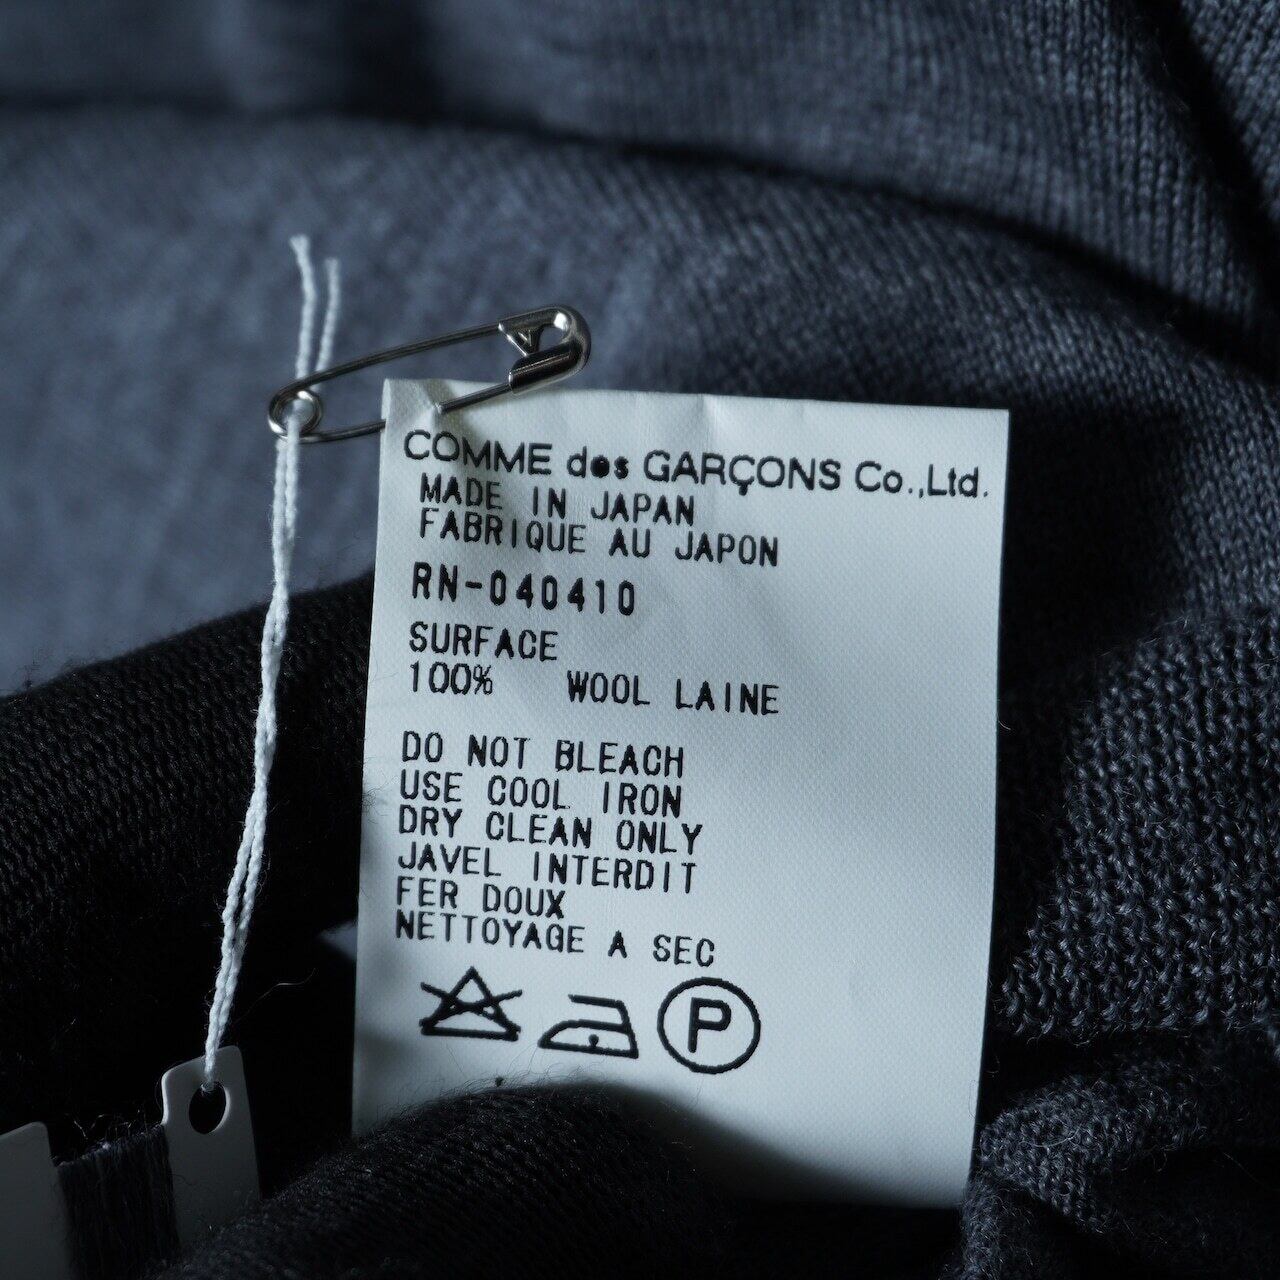 COMME des GARÇONS Co.,Ltd.
MADE IN JAPAN
FABRIQUE AU JAPON
RN-040410
SURFACE
100% WOOL LAINE
DO NOT BLEACH
USE COOL IRON
DRY CLEAN ONLY
JAVEL INTERDIT
FER DOUX
NETTOYAGE A SEC
P